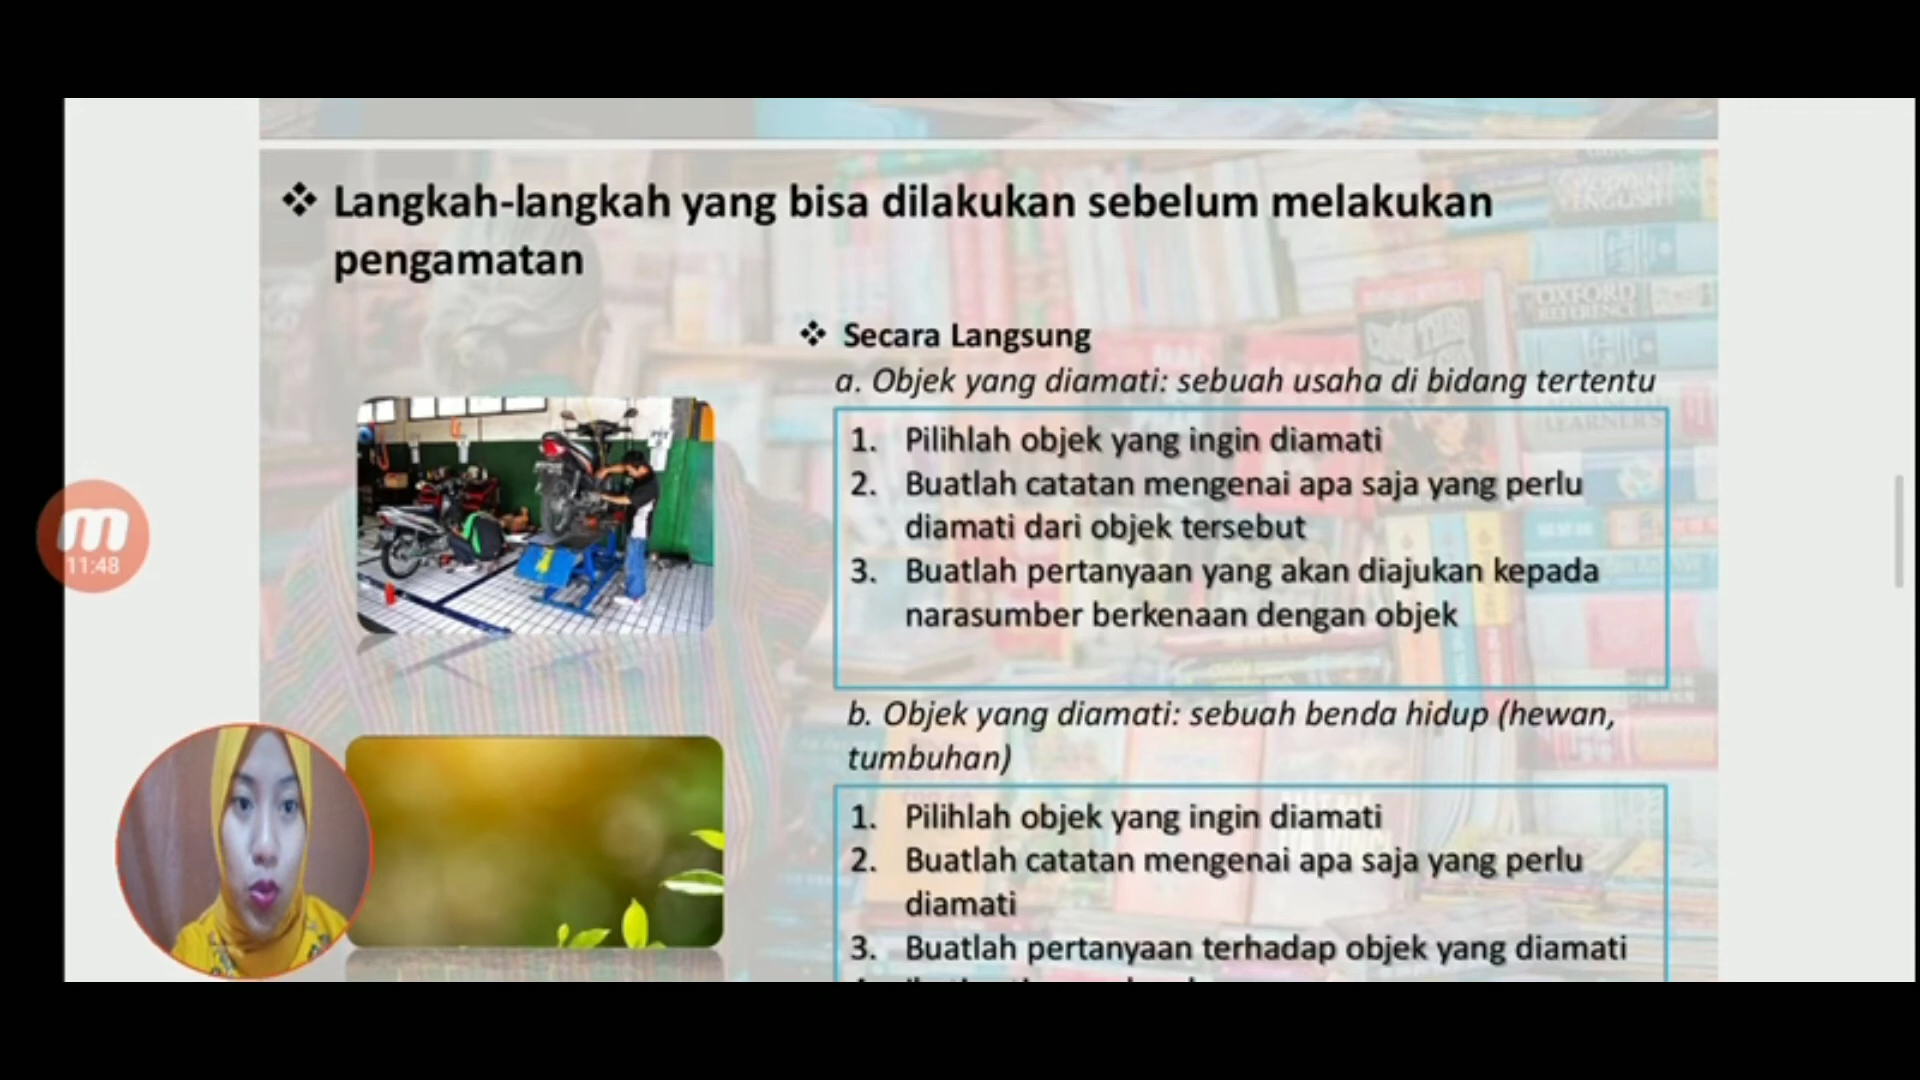 ❖ Langkah-langkah yang bisa dilakukan sebelum melakukan
pengamatan
❖ Secara Langsung
a. Objek yang diamati: sebuah usaha di bidang tertentu
1. Pilihlah objek yang ingin diamati
2. Buatlah catatan mengenai apa saja yang perlu
diamati dari objek tersebut
3. Buatlah pertanyaan yang akan diajukan kepada
narasumber berkenaan dengan objek
b. Objek yang diamati: sebuah benda hidup (hewan,
tumbuhan)
1. Pilihlah objek yang ingin diamati
2. Buatlah catatan mengenai apa saja yang perlu
diamati
3. Buatlah pertanyaan terhadap objek yang diamati
m
11:48
OXFORD
REFERENCE
LEARNER'S